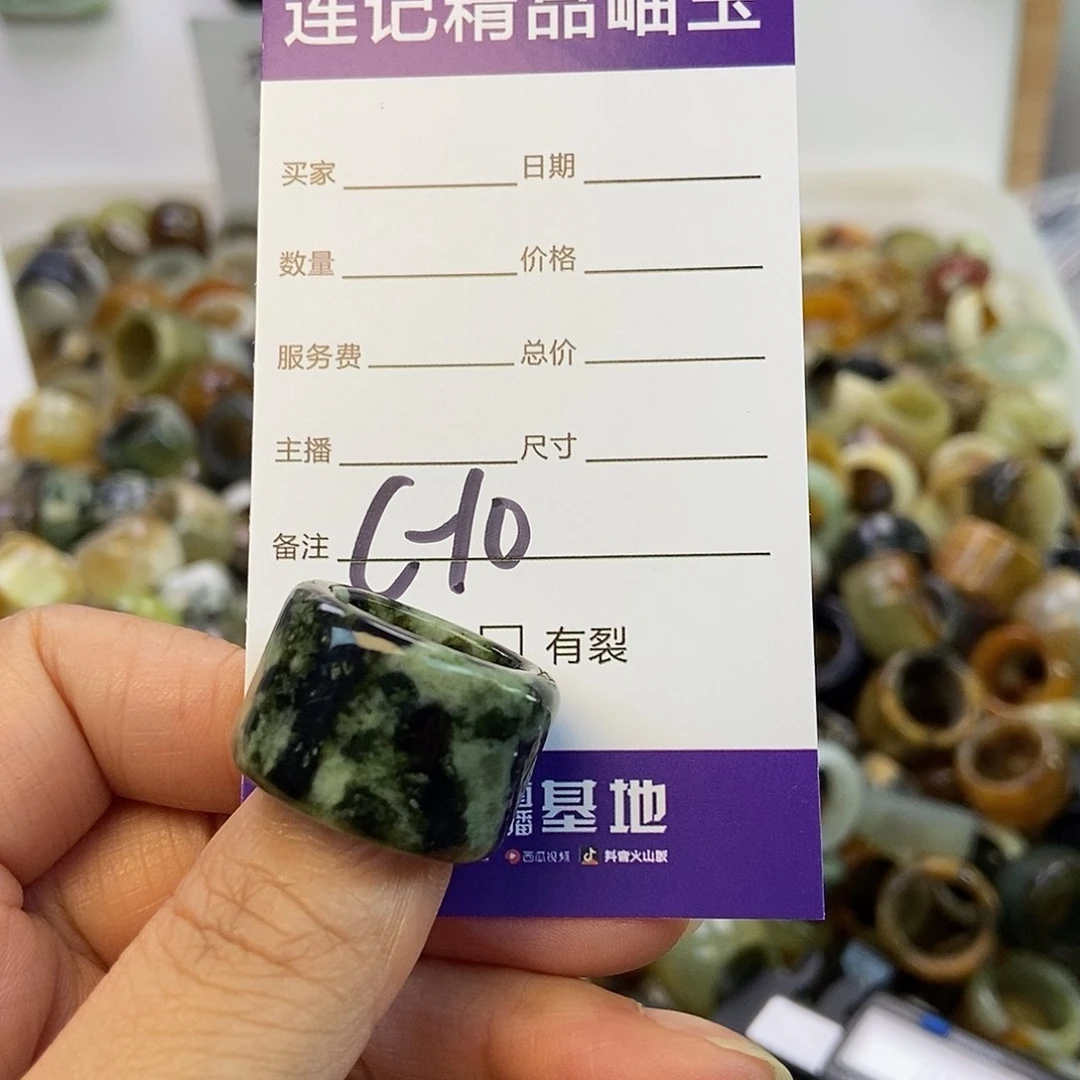 莲记精品岫玉
买家 日期
数量 价格
服务费 总价
主播 尺寸
备注 C10
有裂
播基地
西瓜视频 抖音火山版